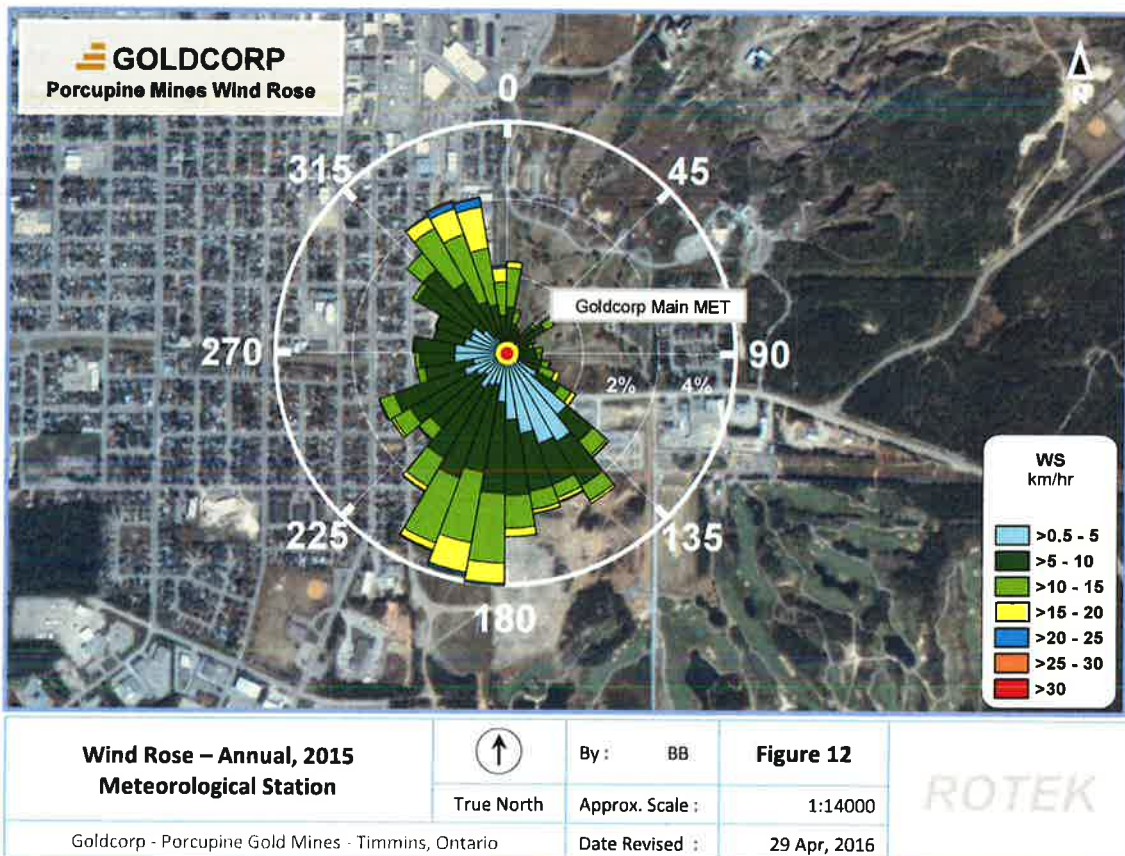 GOLDCORP
Porcupine Mines Wind Rose
N
0
315
45
Goldcorp Main MET
270
90
2%
4%
225
135
180
WS
km/hr
>0.5 - 5
>5 - 10
>10 - 15
>15 - 20
>20 - 25
>25 - 30
>30
Wind Rose – Annual, 2015
Meteorological Station
True North
By : BB
Figure 12
Approx. Scale : 1:14000
ROTEK
Goldcorp - Porcupine Gold Mines - Timmins, Ontario
Date Revised : 29 Apr, 2016